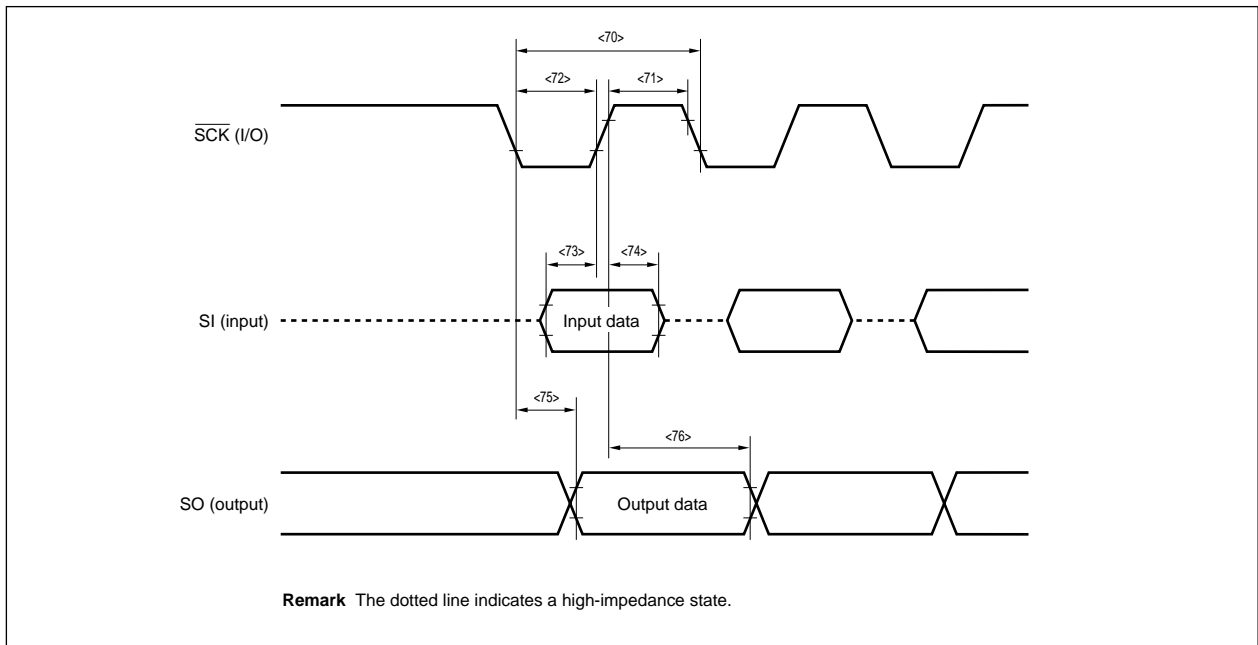 <70>
<72>
<71>
SCK (I/O)
<73>
<74>
SI (input)
Input data
<75>
<76>
SO (output)
Output data
Remark The dotted line indicates a high-impedance state.